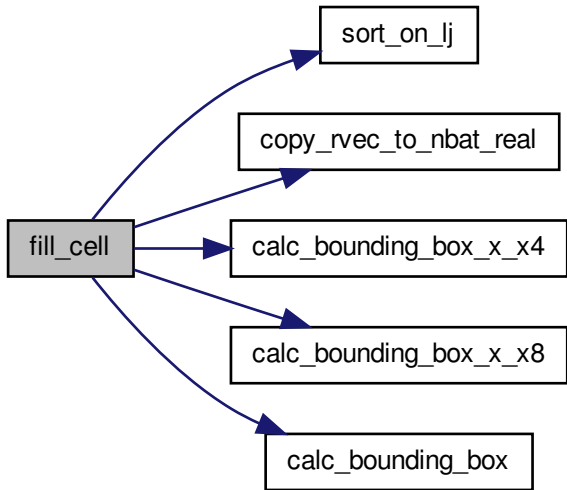 sort_on_lj
copy_rvec_to_nbat_real
fill_cell
calc_bounding_box_x_x4
calc_bounding_box_x_x8
calc_bounding_box